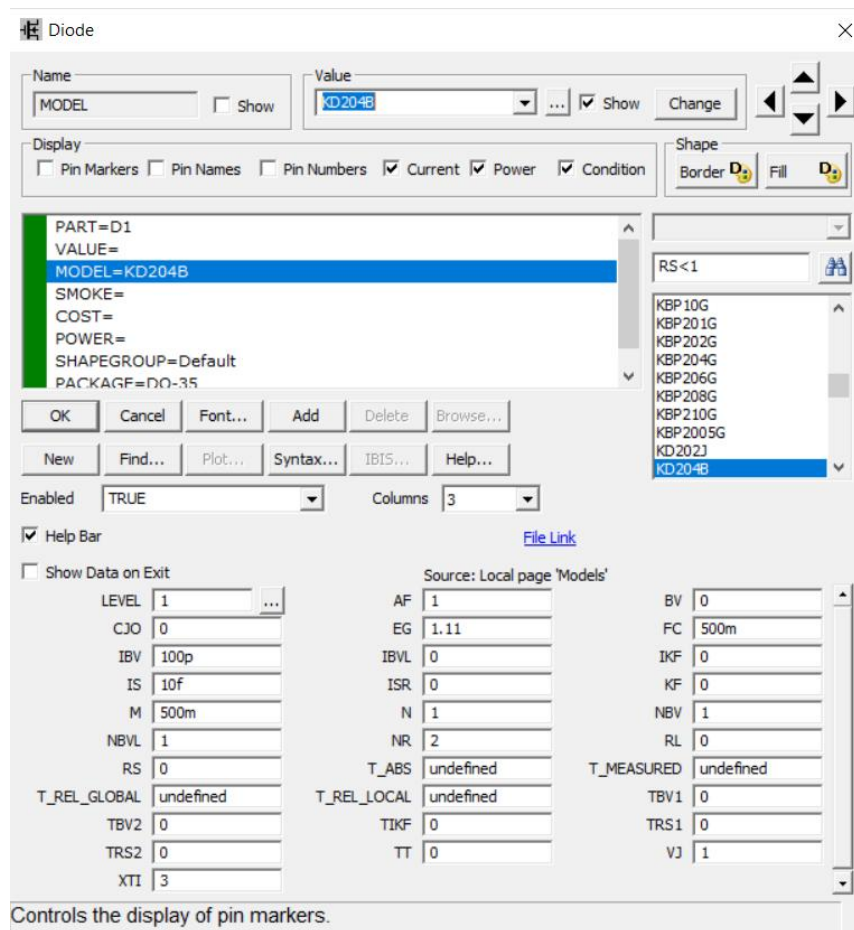 Diode
Name
MODEL
Show
Value
KD204B
...
Show
Change
Display
Pin Markers Pin Names Pin Numbers Current Power Condition
Shape
Border Fill
PART=D1
VALUE=
MODEL=KD204B
SMOKE=
COST=
POWER=
SHAPEGROUP=Default
PACKAGE=DO-35
RS<1
KBP10G
KBP201G
KBP202G
KBP204G
KBP206G
KBP208G
KBP210G
KBP2005G
KD202J
KD204B
OK Cancel Font... Add Delete Browse...
New Find... Plot... Syntax... IBIS... Help...
Enabled TRUE Columns 3
Help Bar File Link
Show Data on Exit Source: Local page 'Models'
LEVEL 1 ... AF 1 BV 0
CJO 0 EG 1.11 FC 500m
IBV 100p IBVL 0 IKF 0
IS 10f ISR 0 KF 0
M 500m N 1 NBV 1
NBVL 1 NR 2 RL 0
RS 0 T_ABS undefined T_MEASURED undefined
T_REL_GLOBAL undefined T_REL_LOCAL undefined TBV1 0
TBV2 0 TIKF 0 TRS1 0
TRS2 0 TT 0 VJ 1
XTI 3
Controls the display of pin markers.